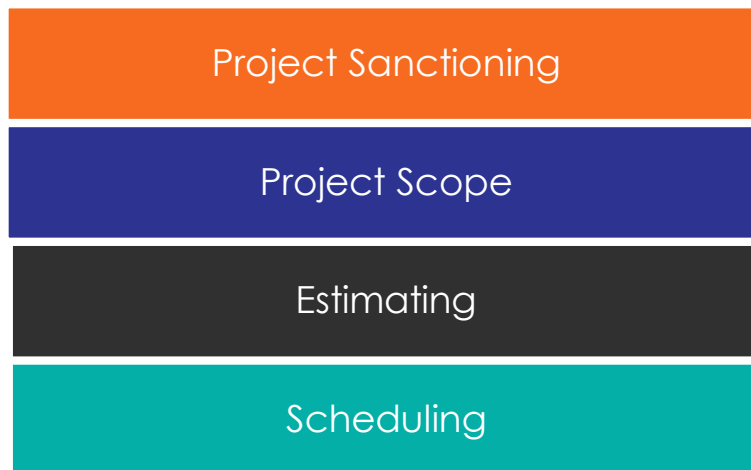 Project Sanctioning
Project Scope
Estimating
Scheduling